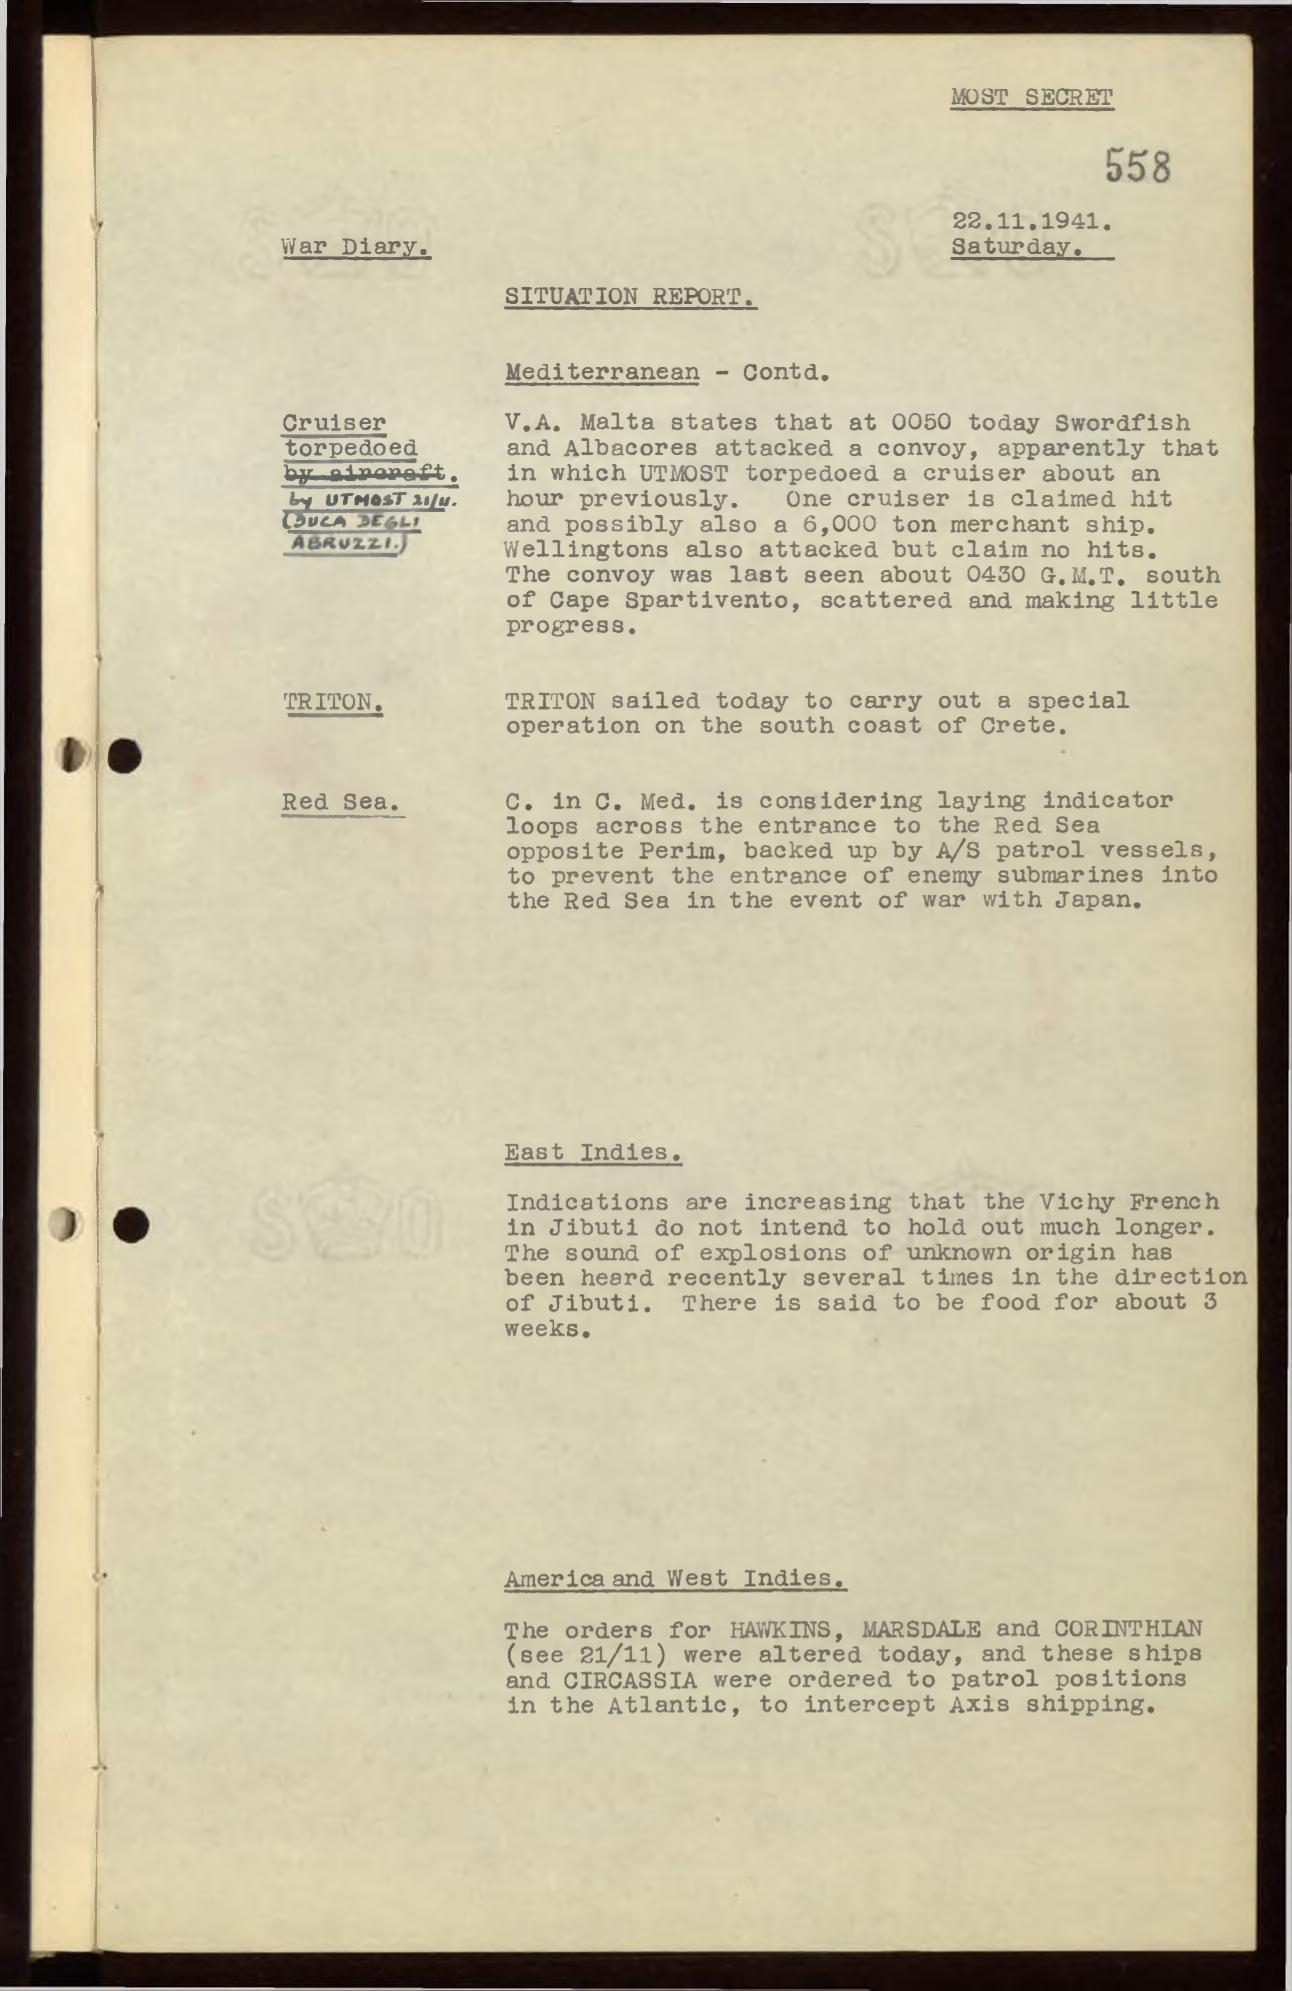 MOST SECRET
558
22.11.1941.
War Diary.
Saturday.
SITUATION REPORT.
Mediterranean - Contd.
Cruiser
torpedoed
by aircraft.
by UTMOST 21/11.
(DUCA DEGLI
ABRUZZI.)
V.A. Malta states that at 0050 today Swordfish
and Albacores attacked a convoy, apparently that
in which UTMOST torpedoed a cruiser about an
hour previously. One cruiser is claimed hit
and possibly also a 6,000 ton merchant ship.
Wellingtons also attacked but claim no hits.
The convoy was last seen about 0430 G.M.T. south
of Cape Spartivento, scattered and making little
progress.
TRITON.
TRITON sailed today to carry out a special
operation on the south coast of Crete.
Red Sea.
C. in C. Med. is considering laying indicator
loops across the entrance to the Red Sea
opposite Perim, backed up by A/S patrol vessels,
to prevent the entrance of enemy submarines into
the Red Sea in the event of war with Japan.
East Indies.
Indications are increasing that the Vichy French
in Jibuti do not intend to hold out much longer.
The sound of explosions of unknown origin has
been heard recently several times in the direction
of Jibuti. There is said to be food for about 3
weeks.
America and West Indies.
The orders for HAWKINS, MARSDALE and CORINTHIAN
(see 21/11) were altered today, and these ships
and CIRCASSIA were ordered to patrol positions
in the Atlantic, to intercept Axis shipping.
S O
S O
S O